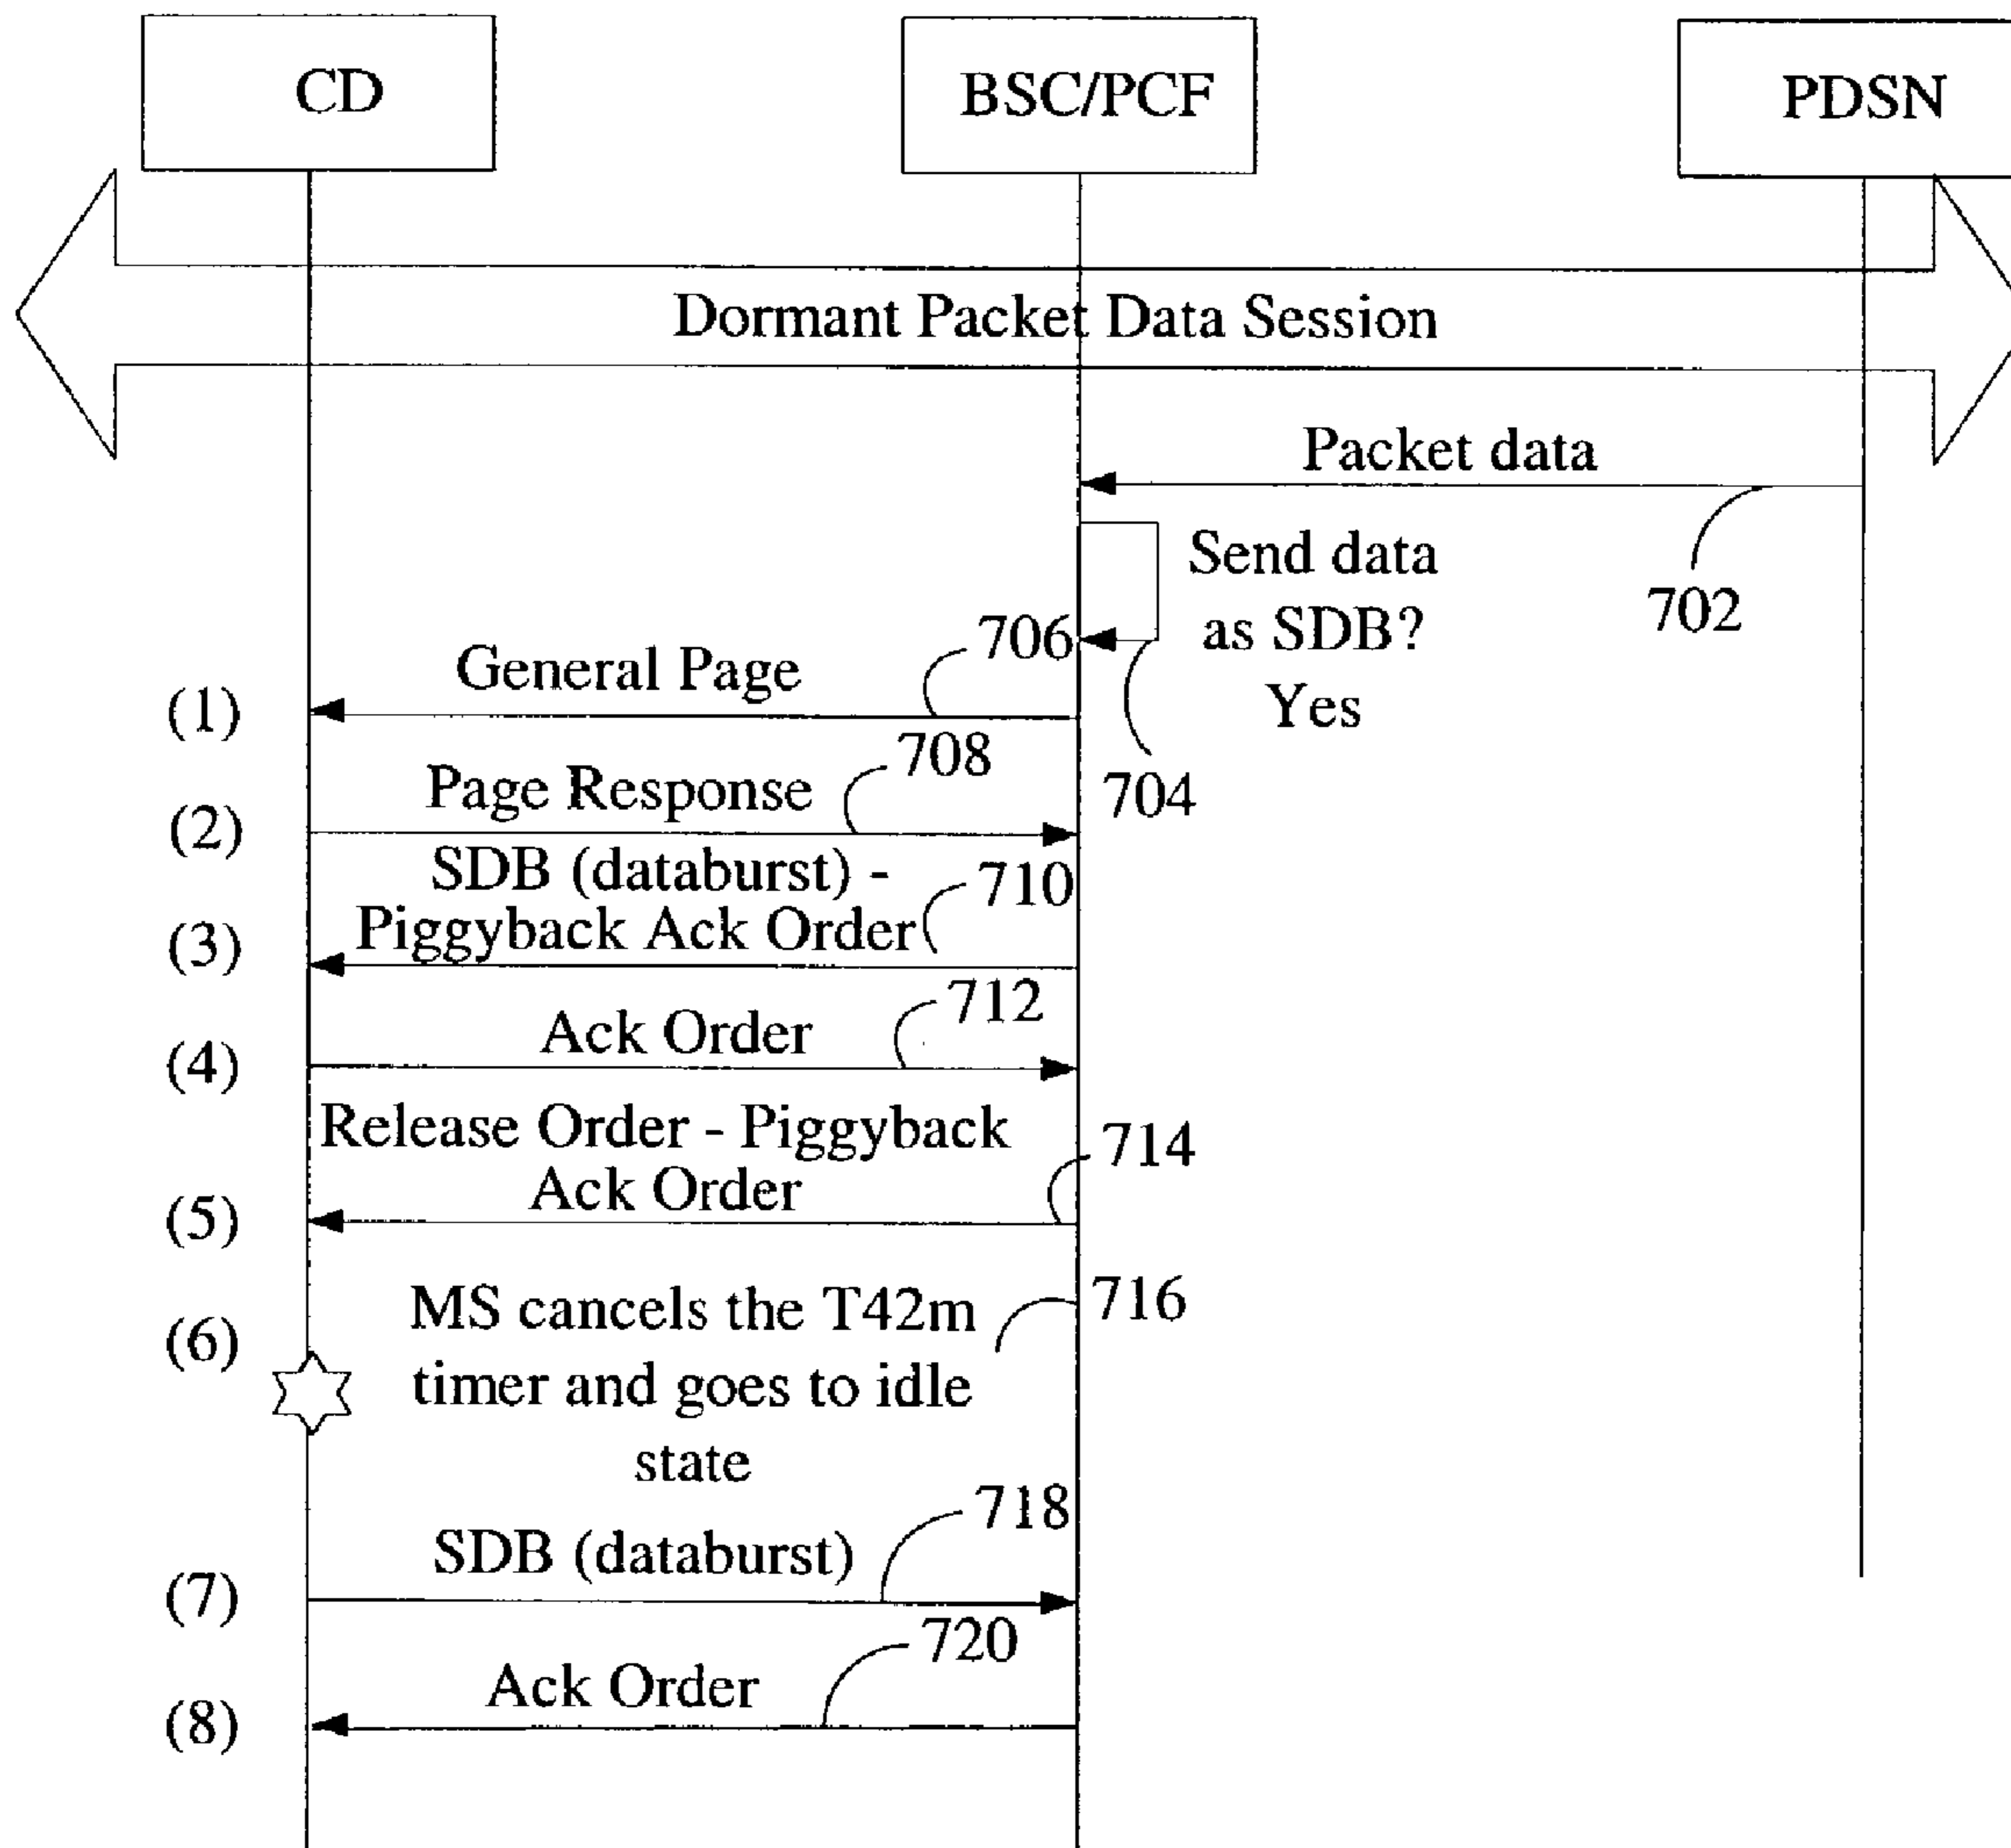 CD
BSC/PCF
PDSN
Dormant Packet Data Session
Packet data
702
Send data
as SDB?
Yes
704
706
General Page
(1)
708
Page Response
(2)
SDB (databurst) -
Piggyback Ack Order
710
(3)
712
Ack Order
(4)
Release Order - Piggyback
Ack Order
714
(5)
716
MS cancels the T42m
timer and goes to idle
state
(6)
718
SDB (databurst)
(7)
720
Ack Order
(8)